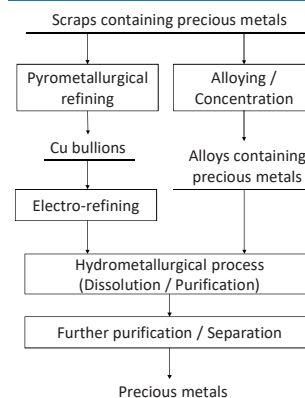 Scraps containing precious metals
Pyrometallurgical
refining
Alloying /
Concentration
Cu bullions
Alloys containing
precious metals
Electro-refining
Hydrometallurgical process
(Dissolution / Purification)
Further purification / Separation
Precious metals